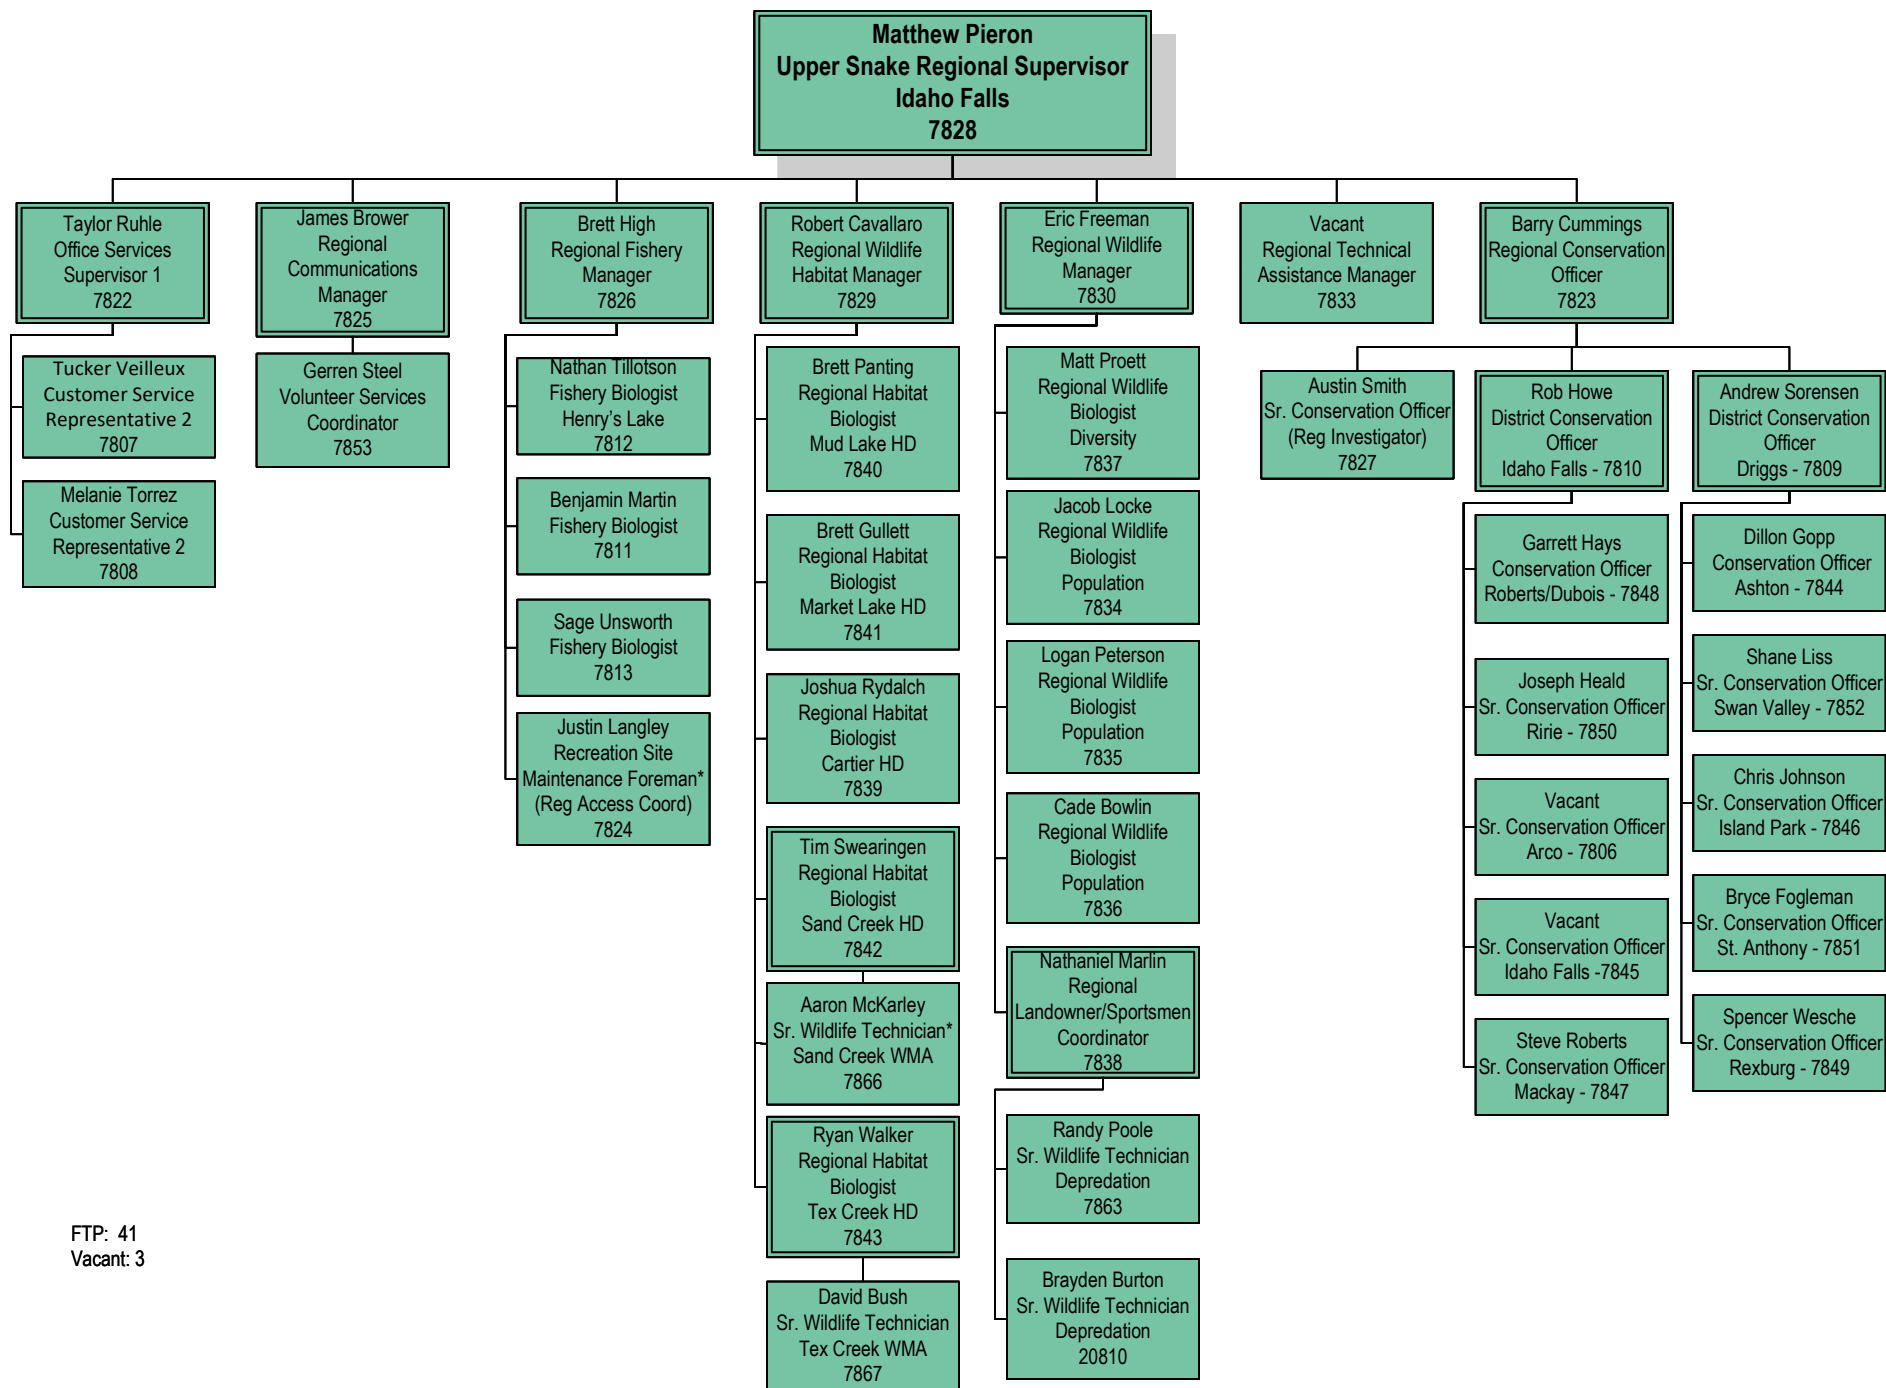 Matthew Pieron
Upper Snake Regional Supervisor
Idaho Falls
7828
Taylor Ruhle
Office Services
Supervisor 1
7822
James Brower
Regional
Communications
Manager
7825
Brett High
Regional Fishery
Manager
7826
Robert Cavallaro
Regional Wildlife
Habitat Manager
7829
Eric Freeman
Regional Wildlife
Manager
7830
Vacant
Regional Technical
Assistance Manager
7833
Barry Cummings
Regional Conservation
Officer
7823
Tucker Veilleux
Customer Service
Representative 2
7807
Melanie Torrez
Customer Service
Representative 2
7808
Gerren Steel
Volunteer Services
Coordinator
7853
Nathan Tillotson
Fishery Biologist
Henry's Lake
7812
Benjamin Martin
Fishery Biologist
7811
Sage Unsworth
Fishery Biologist
7813
Justin Langley
Recreation Site
Maintenance Foreman*
(Reg Access Coord)
7824
Brett Panting
Regional Habitat
Biologist
Mud Lake HD
7840
Brett Gullett
Regional Habitat
Biologist
Market Lake HD
7841
Joshua Rydalch
Regional Habitat
Biologist
Cartier HD
7839
Tim Swearingen
Regional Habitat
Biologist
Sand Creek HD
7842
Aaron McKarley
Sr. Wildlife Technician*
Sand Creek WMA
7866
Ryan Walker
Regional Habitat
Biologist
Tex Creek HD
7843
David Bush
Sr. Wildlife Technician
Tex Creek WMA
7867
Matt Proett
Regional Wildlife
Biologist
Diversity
7837
Jacob Locke
Regional Wildlife
Biologist
Population
7834
Logan Peterson
Regional Wildlife
Biologist
Population
7835
Cade Bowlin
Regional Wildlife
Biologist
Population
7836
Nathaniel Marlin
Regional
Landowner/Sportsmen
Coordinator
7838
Randy Poole
Sr. Wildlife Technician
Depredation
7863
Brayden Burton
Sr. Wildlife Technician
Depredation
20810
Austin Smith
Sr. Conservation Officer
(Reg Investigator)
7827
Rob Howe
District Conservation
Officer
Idaho Falls - 7810
Andrew Sorensen
District Conservation
Officer
Driggs - 7809
Garrett Hays
Conservation Officer
Roberts/Dubois - 7848
Joseph Heald
Sr. Conservation Officer
Ririe - 7850
Vacant
Sr. Conservation Officer
Arco - 7806
Vacant
Sr. Conservation Officer
Idaho Falls -7845
Steve Roberts
Sr. Conservation Officer
Mackay - 7847
Dillon Gopp
Conservation Officer
Ashton - 7844
Shane Liss
Sr. Conservation Officer
Swan Valley - 7852
Chris Johnson
Sr. Conservation Officer
Island Park - 7846
Bryce Fogleman
Sr. Conservation Officer
St. Anthony - 7851
Spencer Wesche
Sr. Conservation Officer
Rexburg - 7849
FTP: 41
Vacant: 3